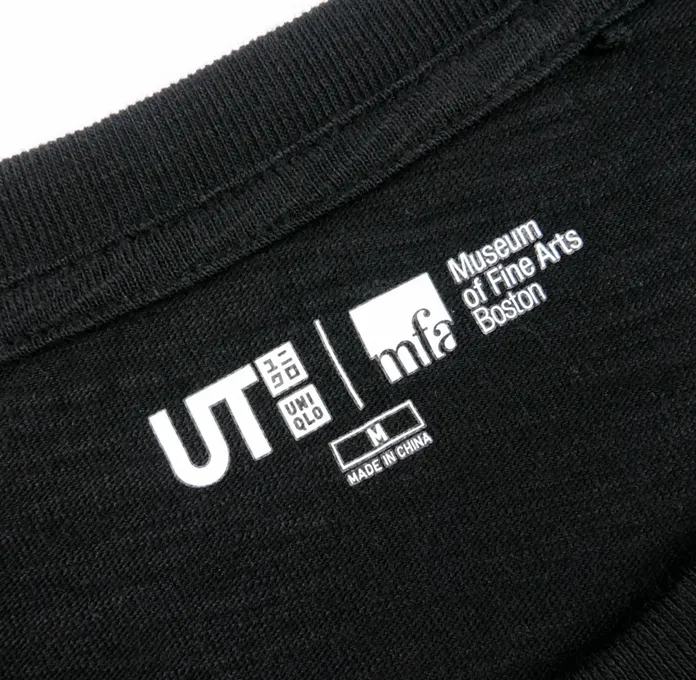 UT
ユニ
クロ
UNI
QLO
mfa
Museum
of Fine Arts
Boston
M
MADE IN CHINA